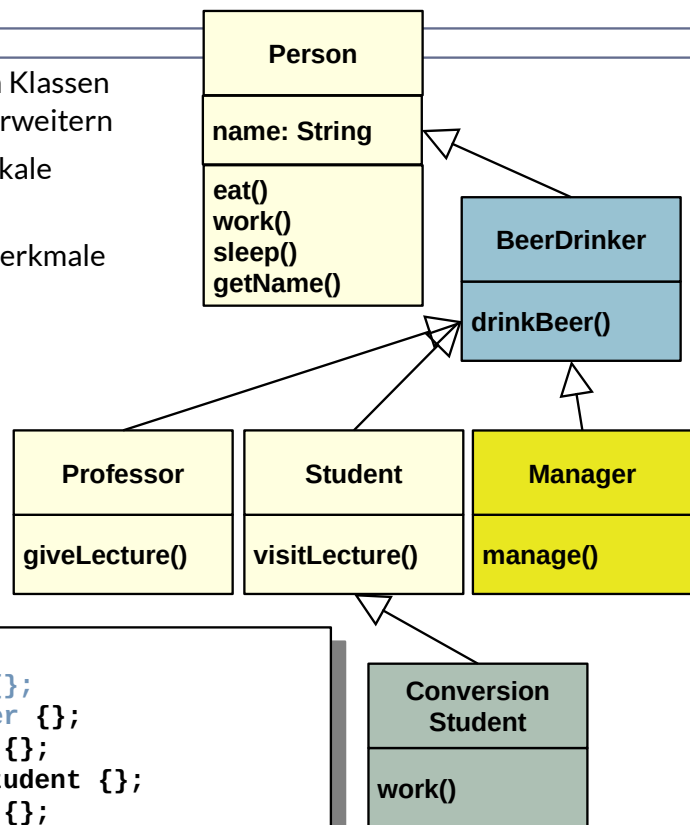 Person
Klassen
rweitern
kale
erkmale
name: String
eat()
work()
sleep()
getName()
BeerDrinker
drinkBeer()
Professor
giveLecture()
Student
visitLecture()
Manager
manage()
{};
er {};
{};
tudent {};
{};
Conversion
Student
work()